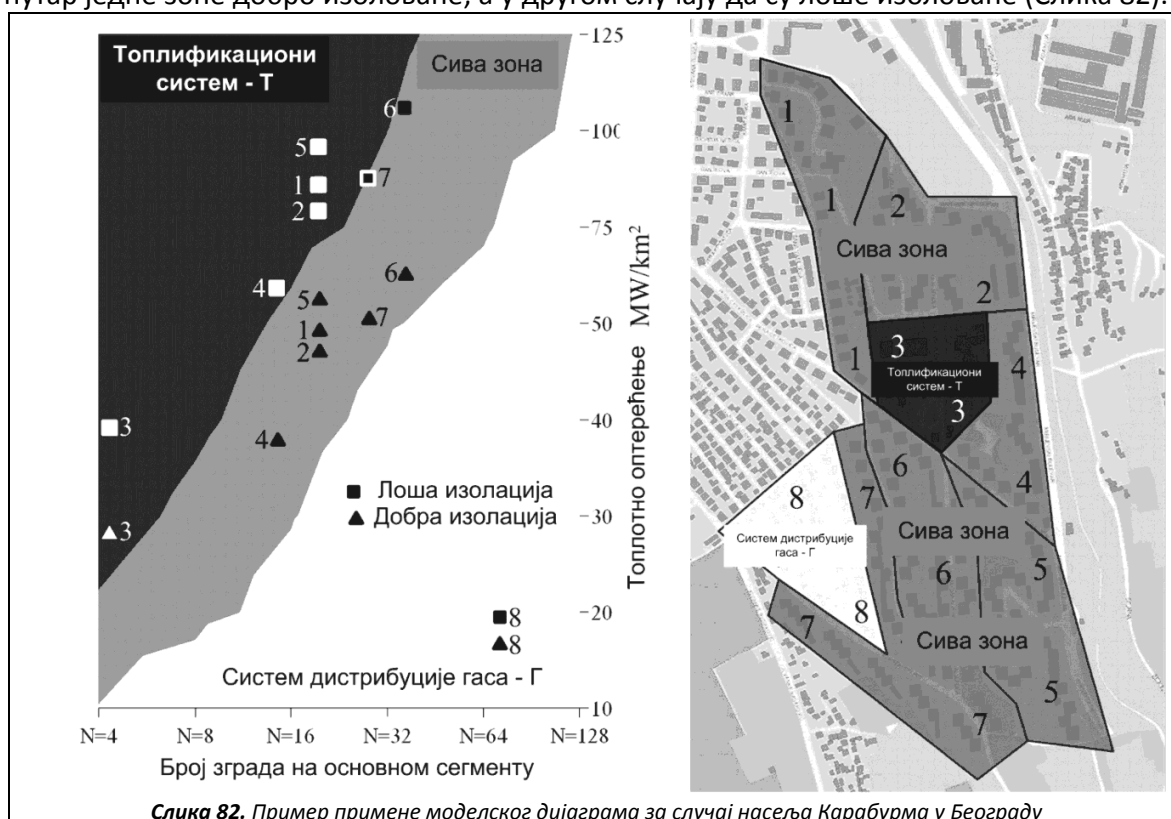 нутар једне зоне добро изоловане, а у другом случају да су лоше изоловане (Слика 82).
Топлификациони
систем - Т
Сива зона
125
100
75
50
40
30
20
10
Топлотно оптерећење MW/km²
6
5
1
2
7
4
6
5
7
1
2
3
4
3
Лоша изолација
Добра изолација
8
8
Систем дистрибуције гаса - Г
N=4 N=8 N=16 N=32 N=64 N=128
Број зграда на основном сегменту
1
1
2
Сива зона
2
3
1
4
Топлификациони
систем - Т
3
6
7
4
8
Сива зона
Систем дистрибуције
гаса - Г
6
5
8
7
Сива зона
5
7
Слика 82. Пример примене моделског дијаграма за случај насеља Карабурма у Београду